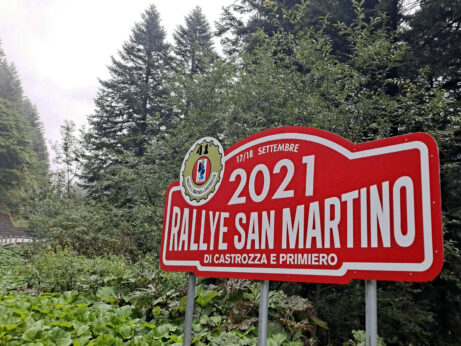 17/18 SETTEMBRE
2021
RALLYE SAN MARTINO
DI CASTROZZA E PRIMIERO